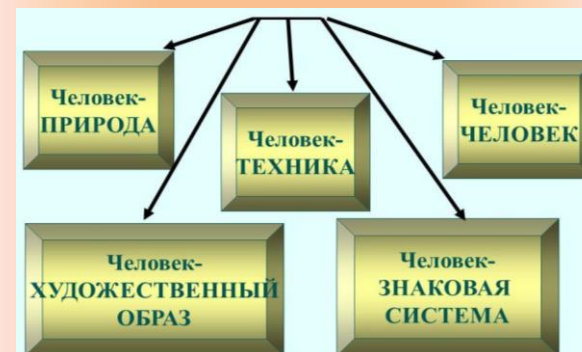 Человек-
ПРИРОДА
Человек-
ТЕХНИКА
Человек-
ЧЕЛОВЕК
Человек-
ХУДОЖЕСТВЕННЫЙ
ОБРАЗ
Человек-
ЗНАКОВАЯ
СИСТЕМА